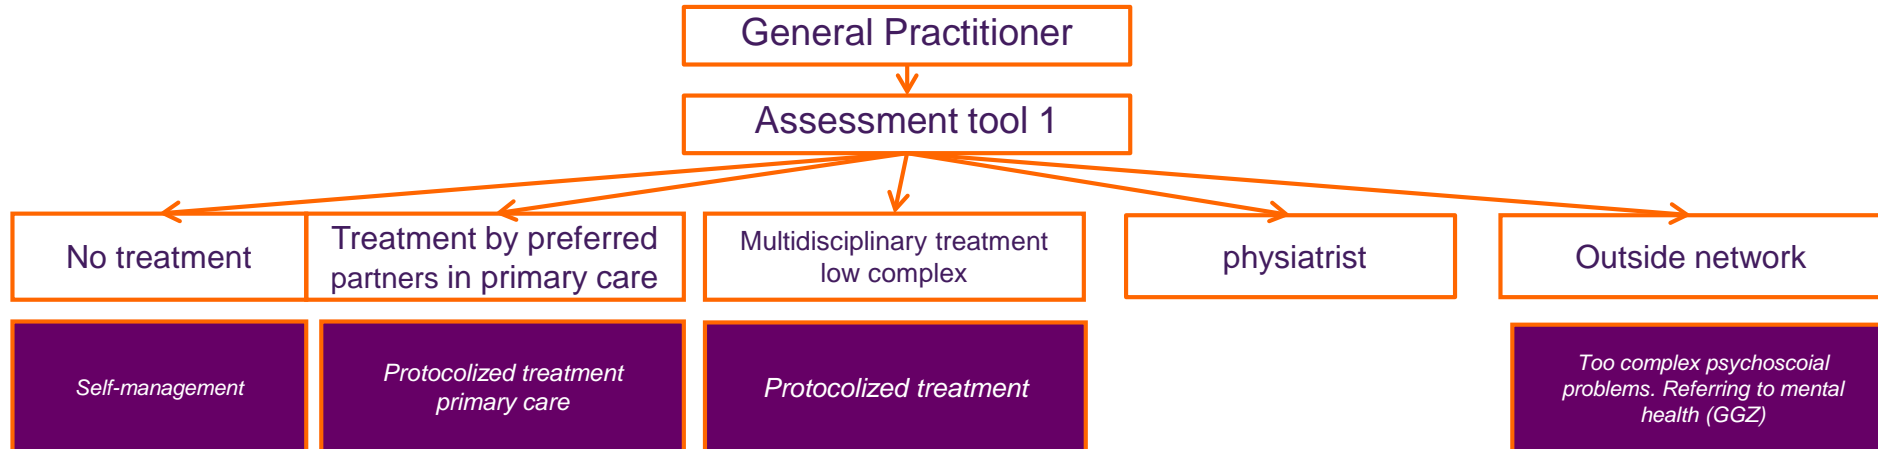 General Practitioner
Assessment tool 1
No treatment
Treatment by preferred
partners in primary care
Multidisciplinary treatment
low complex
physiatrist
Outside network
Self-management
Protocolized treatment
primary care
Protocolized treatment
Too complex psychoscoial
problems. Referring to mental
health (GGZ)